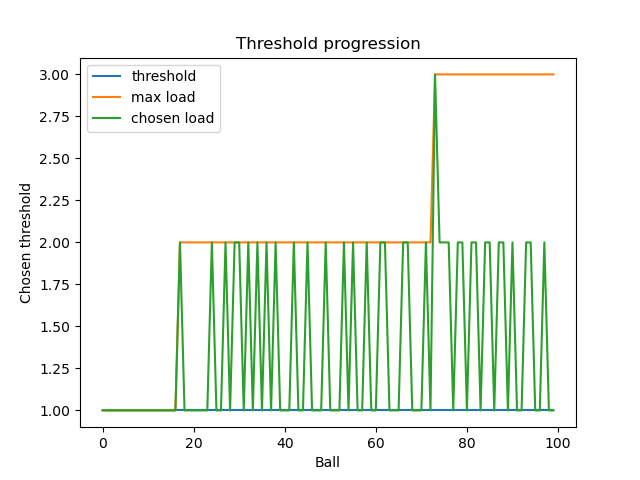 Threshold progression
threshold
max load
chosen load
Chosen threshold
3.00
2.75
2.50
2.25
2.00
1.75
1.50
1.25
1.00
0 20 40 60 80 100
Ball